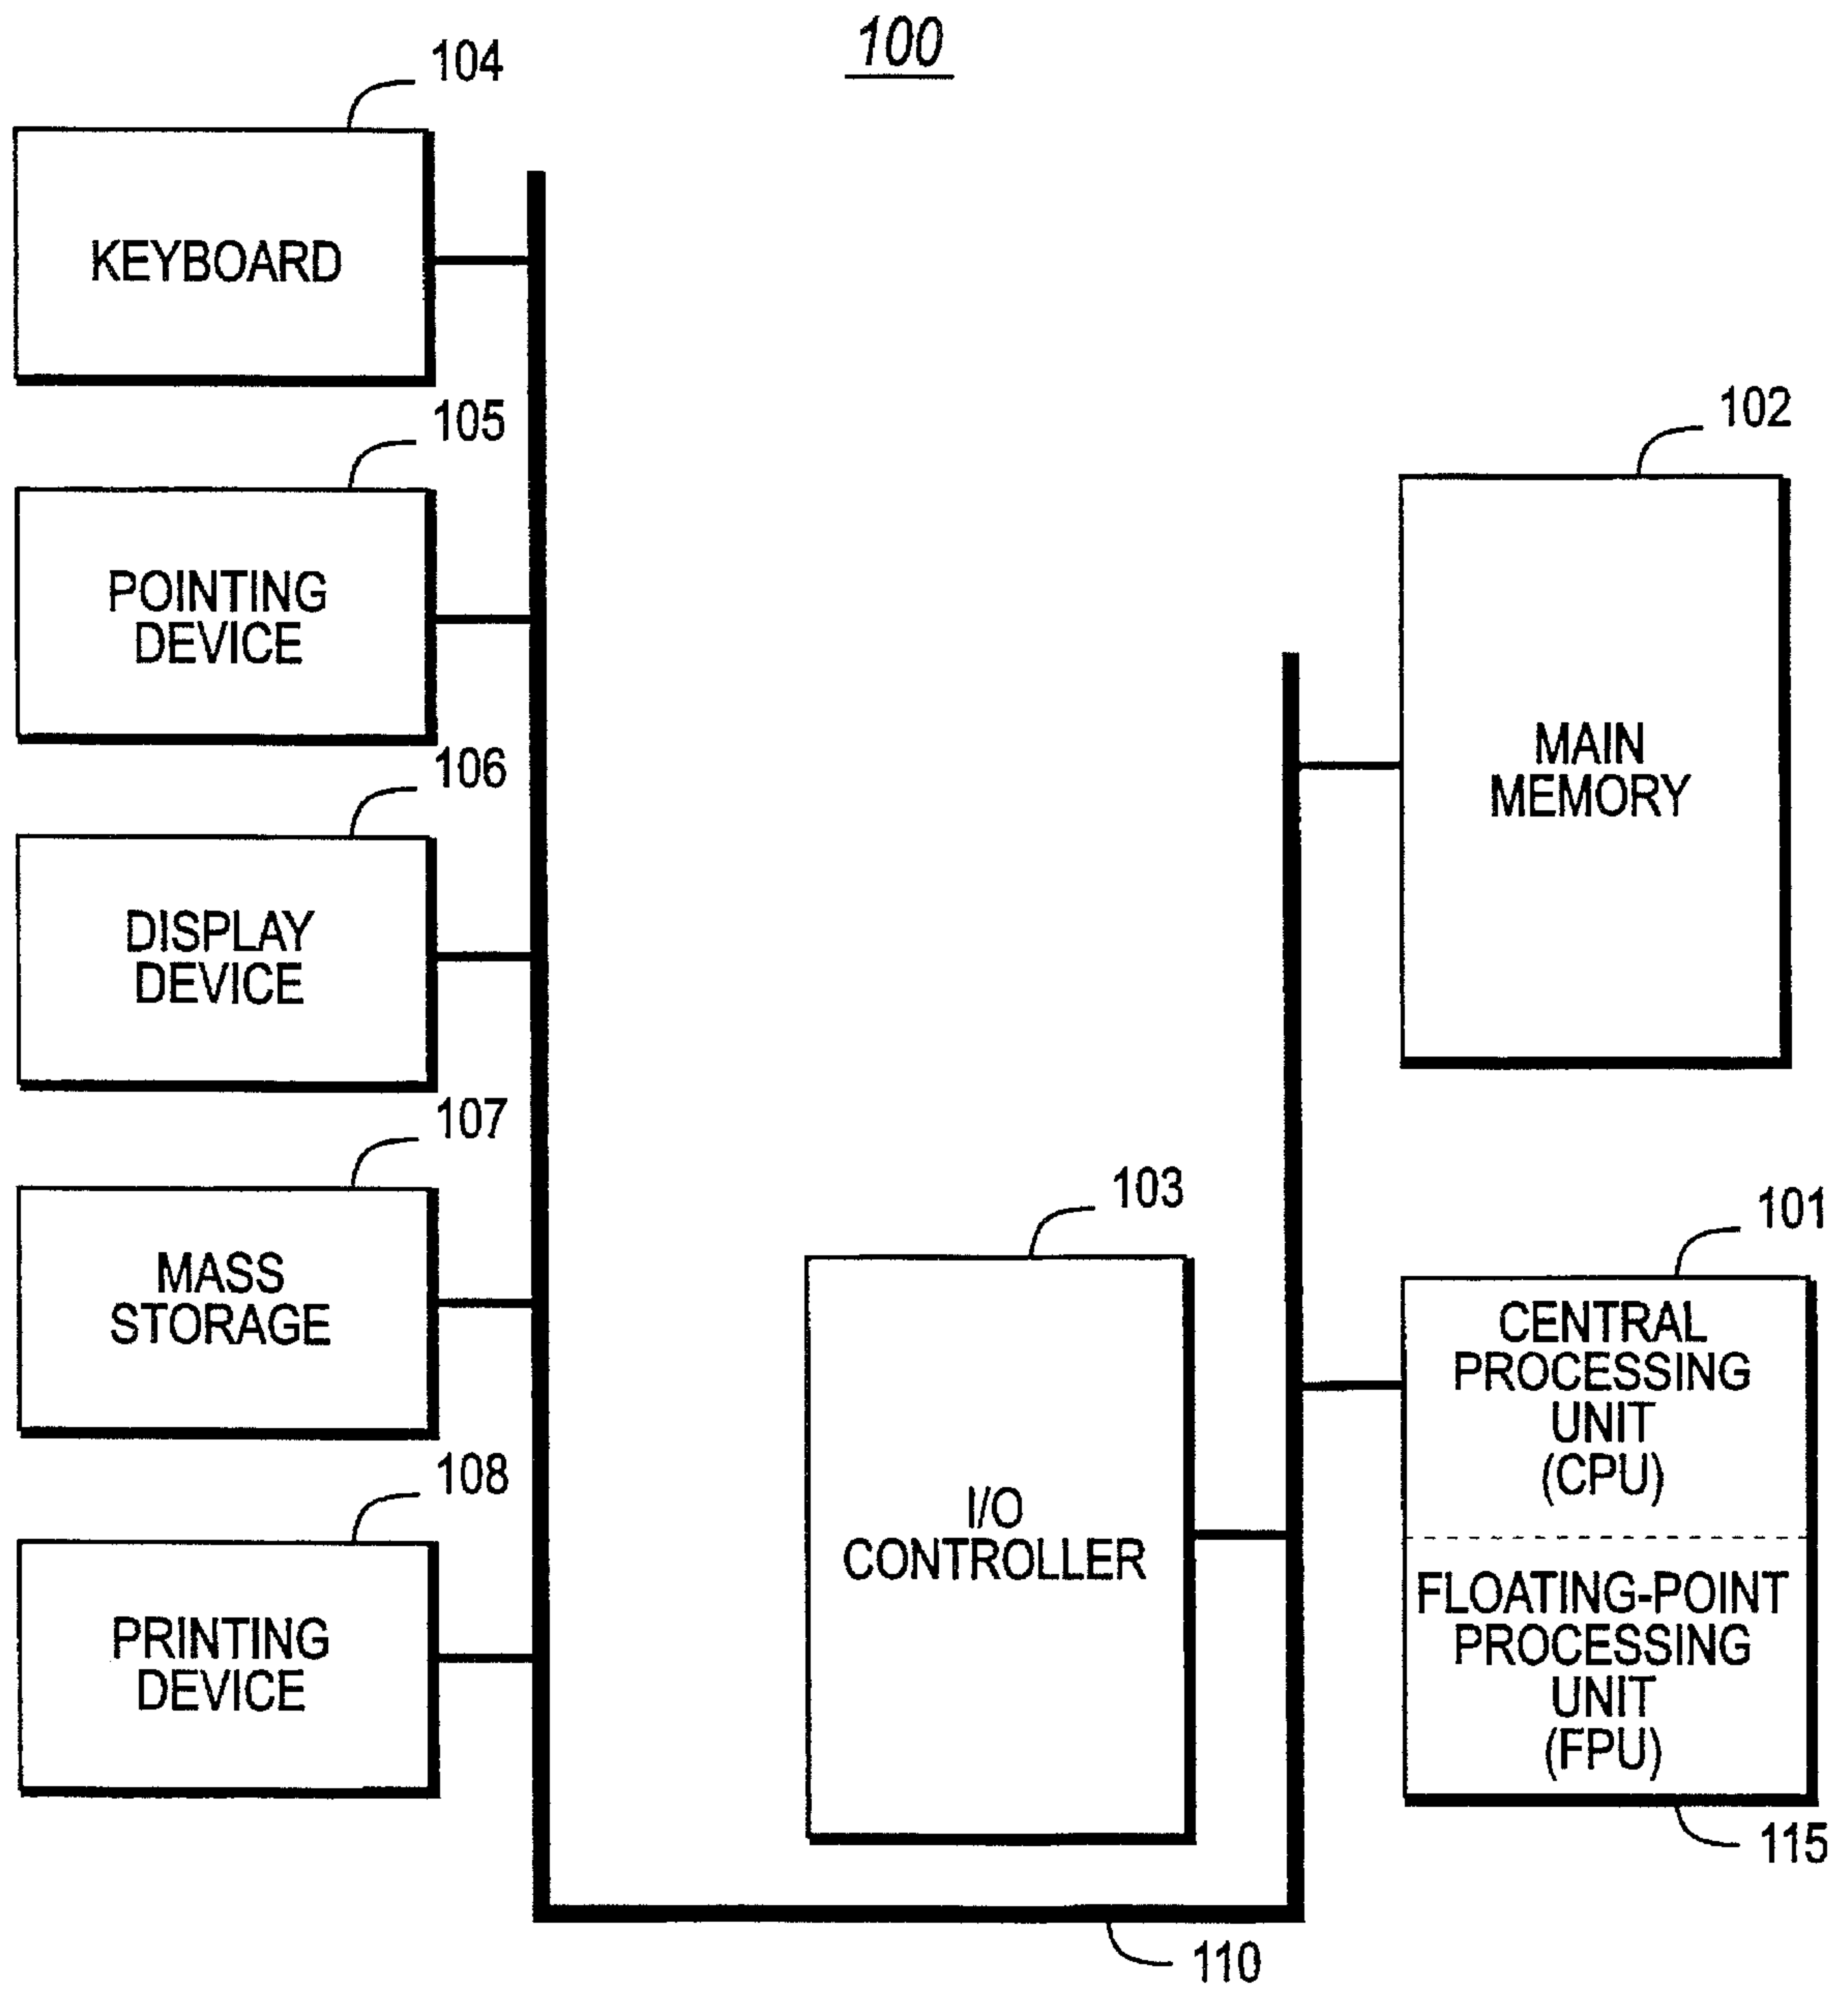 100
104
KEYBOARD
105
POINTING
DEVICE
106
DISPLAY
DEVICE
107
MASS
STORAGE
108
PRINTING
DEVICE
103
I/O
CONTROLLER
102
MAIN
MEMORY
101
CENTRAL
PROCESSING
UNIT
(CPU)
FLOATING-POINT
PROCESSING
UNIT
(FPU)
115
110